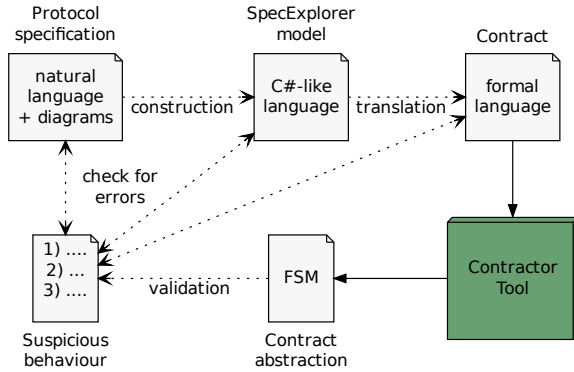 Protocol
specification
SpecExplorer
model
Contract
natural
language
+ diagrams
construction
C#-like
language
translation
formal
language
check for
errors
1) ....
2) ...
3) ....
validation
FSM
Contractor
Tool
Suspicious
behaviour
Contract
abstraction